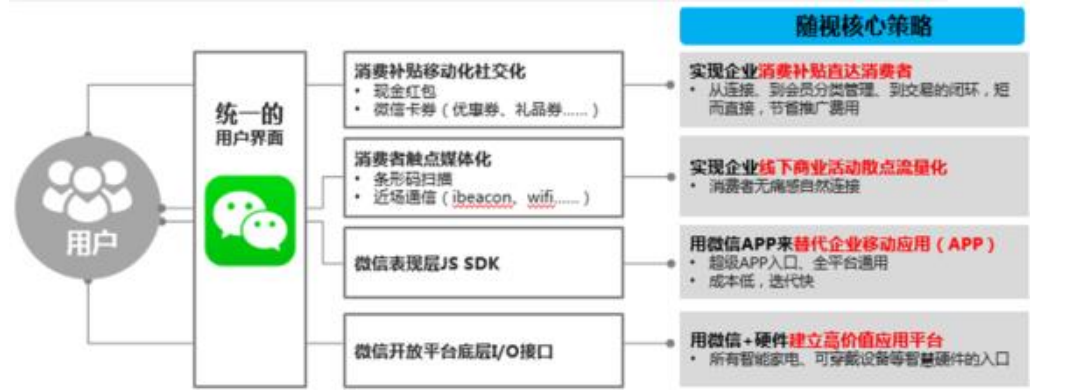 随视核心策略
用户
统一的
用户界面
消费补贴移动化社交化
• 现金红包
• 微信卡券（优惠券、礼品券……）
实现企业消费补贴直达消费者
• 从连接、到会员分类管理、到交易的闭环，短
而直接，节省推广费用
消费者触点媒体化
• 条形码扫描
• 近场通信（ibeacon、wifi……）
实现企业线下商业活动散点流量化
• 消费者无痛感自然连接
微信表现层JS SDK
用微信APP来替代企业移动应用（APP）
• 超级APP入口、全平台通用
• 成本低，迭代快
微信开放平台底层I/O接口
用微信+硬件建立高价值应用平台
• 所有智能家电、可穿戴设备等智慧硬件的入口